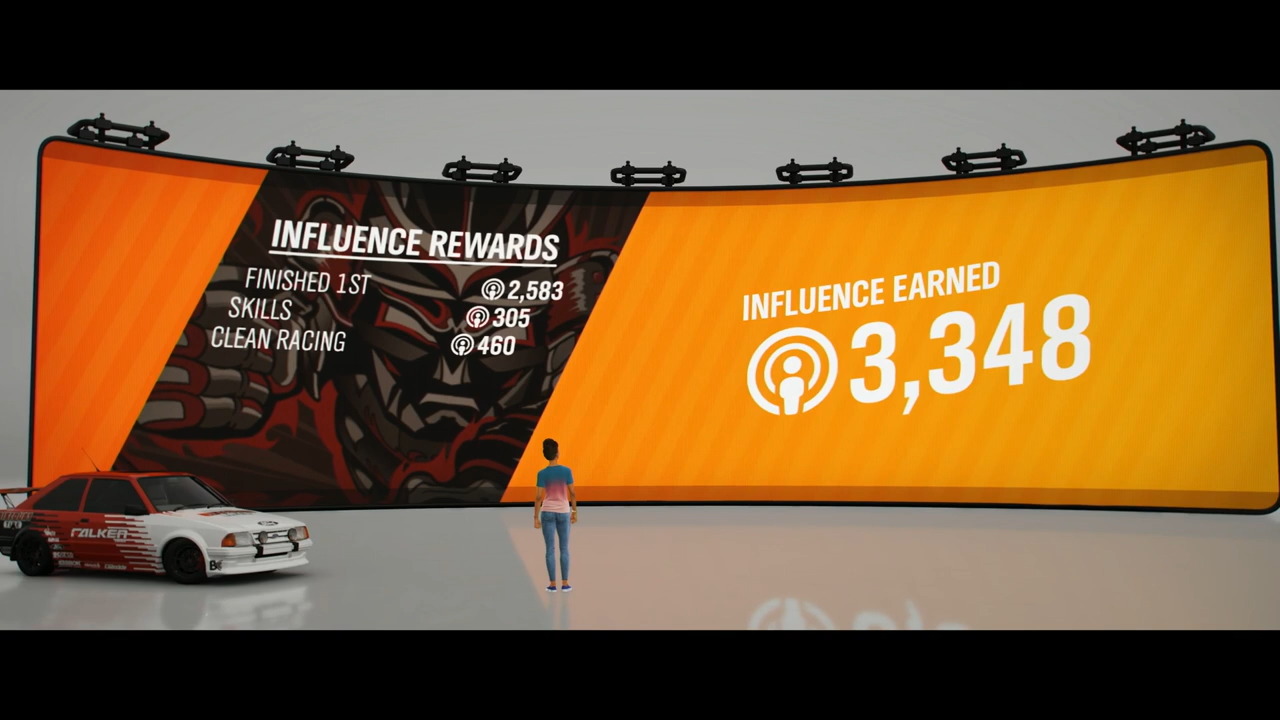 INFLUENCE REWARDS
FINISHED 1ST 2,583
SKILLS 305
CLEAN RACING 460
INFLUENCE EARNED
3,348
FALKEN